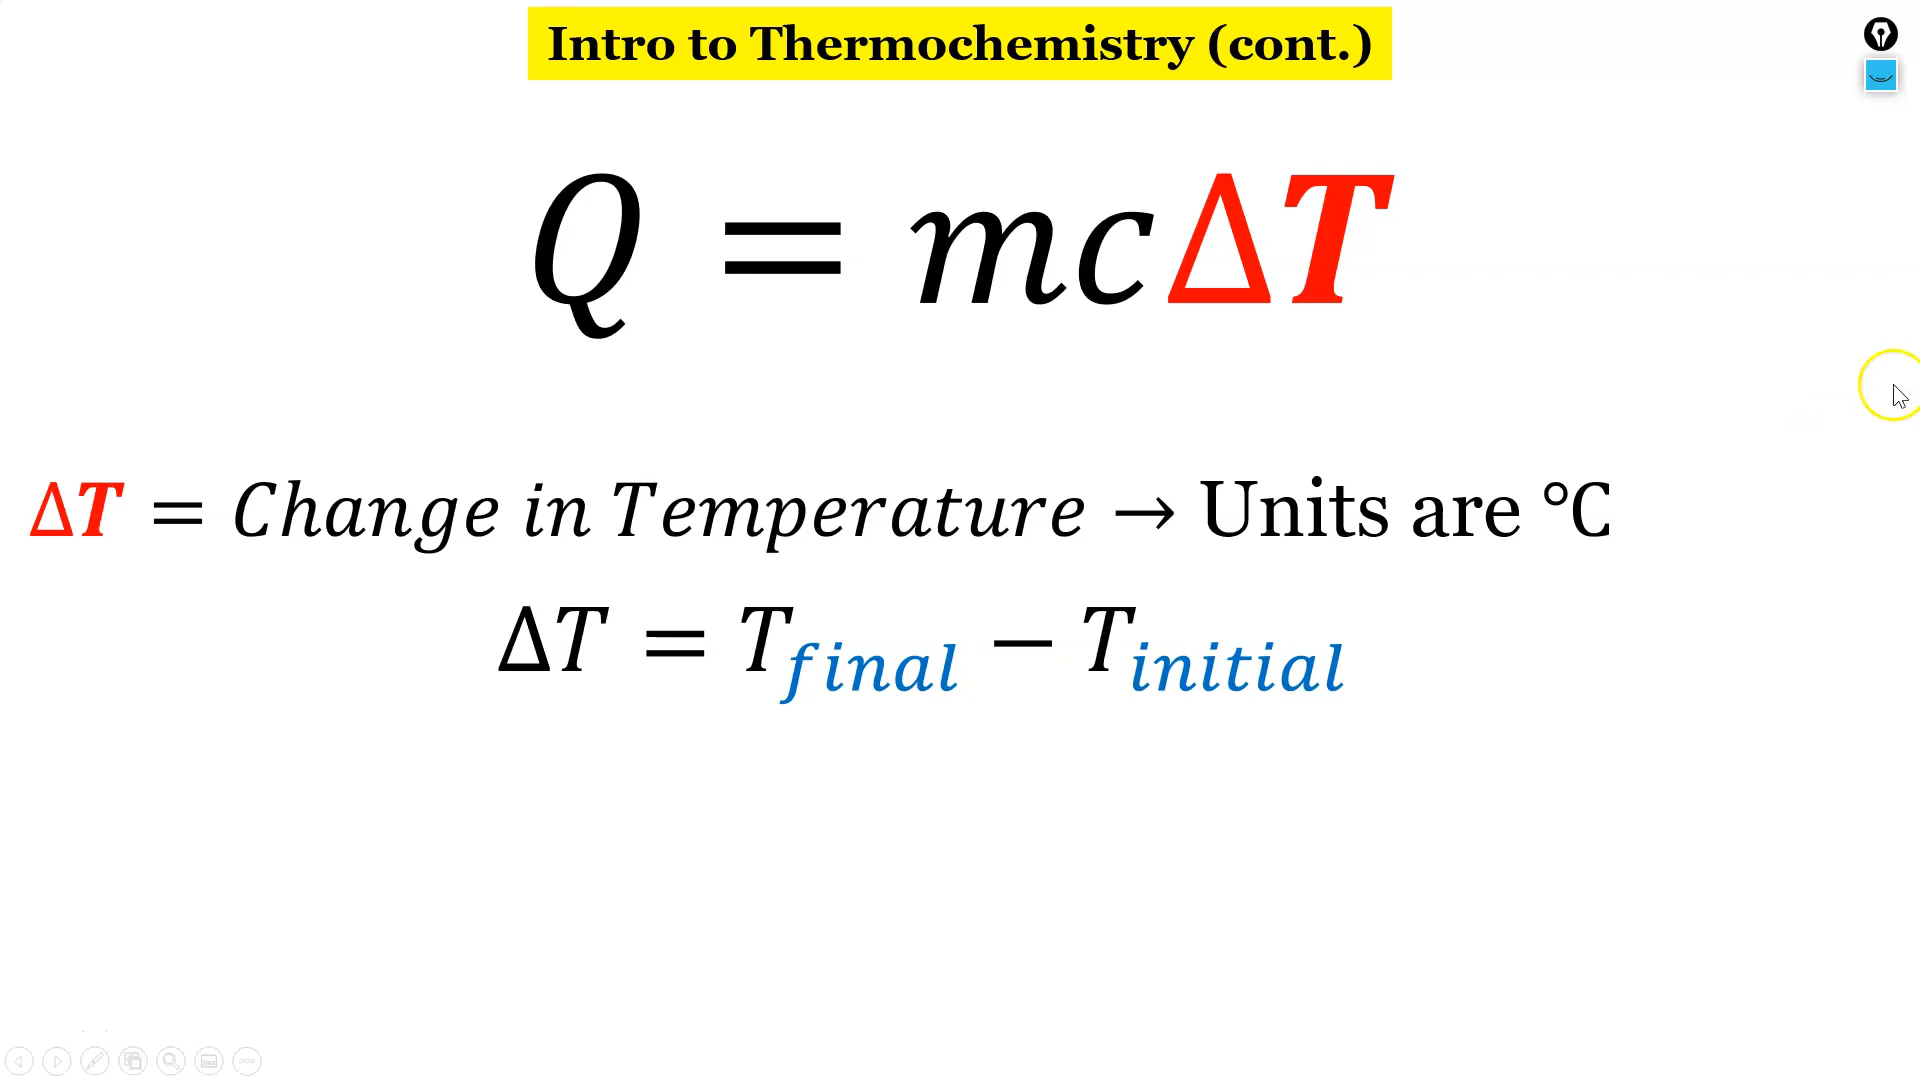 Intro to Thermochemistry (cont.)
Q = mcΔT
ΔT = Change in Temperature → Units are °C
ΔT = T_final − T_initial